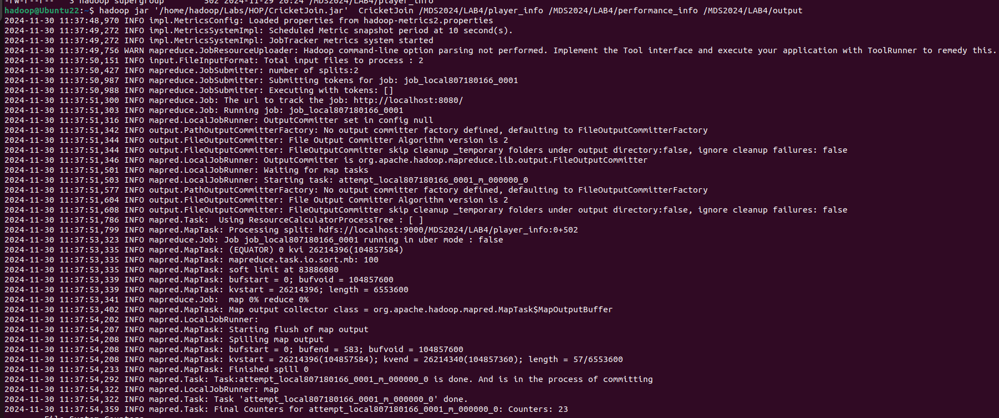 -rw-r--r-- 3 hadoop supergroup 502 2024-11-29 20:24 /MDS2024/LAB4/player_info
hadoop@Ubuntu22:~$ hadoop jar '/home/hadoop/Labs/HOP/CricketJoin.jar'  CricketJoin /MDS2024/LAB4/player_info /MDS2024/LAB4/performance_info /MDS2024/LAB4/output
2024-11-30 11:37:48,970 INFO impl.MetricsConfig: Loaded properties from hadoop-metrics2.properties
2024-11-30 11:37:49,272 INFO impl.MetricsSystemImpl: Scheduled Metric snapshot period at 10 second(s).
2024-11-30 11:37:49,272 INFO impl.MetricsSystemImpl: JobTracker metrics system started
2024-11-30 11:37:49,756 WARN mapreduce.JobResourceUploader: Hadoop command-line option parsing not performed. Implement the Tool interface and execute your application with ToolRunner to remedy this.
2024-11-30 11:37:50,151 INFO input.FileInputFormat: Total input files to process : 2
2024-11-30 11:37:50,427 INFO mapreduce.JobSubmitter: number of splits:2
2024-11-30 11:37:50,987 INFO mapreduce.JobSubmitter: Submitting tokens for job: job_local807180166_0001
2024-11-30 11:37:50,988 INFO mapreduce.JobSubmitter: Executing with tokens: []
2024-11-30 11:37:51,300 INFO mapreduce.Job: The url to track the job: http://localhost:8080/
2024-11-30 11:37:51,303 INFO mapreduce.Job: Running job: job_local807180166_0001
2024-11-30 11:37:51,316 INFO mapred.LocalJobRunner: OutputCommitter set in config null
2024-11-30 11:37:51,342 INFO output.PathOutputCommitterFactory: No output committer factory defined, defaulting to FileOutputCommitterFactory
2024-11-30 11:37:51,344 INFO output.FileOutputCommitter: File Output Committer Algorithm version is 2
2024-11-30 11:37:51,344 INFO output.FileOutputCommitter: FileOutputCommitter skip cleanup _temporary folders under output directory:false, ignore cleanup failures: false
2024-11-30 11:37:51,346 INFO mapred.LocalJobRunner: OutputCommitter is org.apache.hadoop.mapreduce.lib.output.FileOutputCommitter
2024-11-30 11:37:51,501 INFO mapred.LocalJobRunner: Waiting for map tasks
2024-11-30 11:37:51,503 INFO mapred.LocalJobRunner: Starting task: attempt_local807180166_0001_m_000000_0
2024-11-30 11:37:51,577 INFO output.PathOutputCommitterFactory: No output committer factory defined, defaulting to FileOutputCommitterFactory
2024-11-30 11:37:51,604 INFO output.FileOutputCommitter: File Output Committer Algorithm version is 2
2024-11-30 11:37:51,608 INFO output.FileOutputCommitter: FileOutputCommitter skip cleanup _temporary folders under output directory:false, ignore cleanup failures: false
2024-11-30 11:37:51,786 INFO mapred.Task:  Using ResourceCalculatorProcessTree : [ ]
2024-11-30 11:37:51,799 INFO mapred.MapTask: Processing split: hdfs://localhost:9000/MDS2024/LAB4/player_info:0+502
2024-11-30 11:37:53,323 INFO mapreduce.Job: Job job_local807180166_0001 running in uber mode : false
2024-11-30 11:37:53,335 INFO mapred.MapTask: (EQUATOR) 0 kvi 26214396(104857584)
2024-11-30 11:37:53,335 INFO mapred.MapTask: mapreduce.task.io.sort.mb: 100
2024-11-30 11:37:53,335 INFO mapred.MapTask: soft limit at 83886080
2024-11-30 11:37:53,339 INFO mapred.MapTask: bufstart = 0; bufvoid = 104857600
2024-11-30 11:37:53,339 INFO mapred.MapTask: kvstart = 26214396; length = 6553600
2024-11-30 11:37:53,341 INFO mapreduce.Job:  map 0% reduce 0%
2024-11-30 11:37:53,402 INFO mapred.MapTask: Map output collector class = org.apache.hadoop.mapred.MapTask$MapOutputBuffer
2024-11-30 11:37:54,202 INFO mapred.LocalJobRunner:
2024-11-30 11:37:54,207 INFO mapred.MapTask: Starting flush of map output
2024-11-30 11:37:54,208 INFO mapred.MapTask: Spilling map output
2024-11-30 11:37:54,208 INFO mapred.MapTask: bufstart = 0; bufend = 583; bufvoid = 104857600
2024-11-30 11:37:54,208 INFO mapred.MapTask: kvstart = 26214396(104857584); kvend = 26214340(104857360); length = 57/6553600
2024-11-30 11:37:54,233 INFO mapred.MapTask: Finished spill 0
2024-11-30 11:37:54,292 INFO mapred.Task: Task:attempt_local807180166_0001_m_000000_0 is done. And is in the process of committing
2024-11-30 11:37:54,322 INFO mapred.LocalJobRunner: map
2024-11-30 11:37:54,322 INFO mapred.Task: Task 'attempt_local807180166_0001_m_000000_0' done.
2024-11-30 11:37:54,359 INFO mapred.Task: Final Counters for attempt_local807180166_0001_m_000000_0: Counters: 23